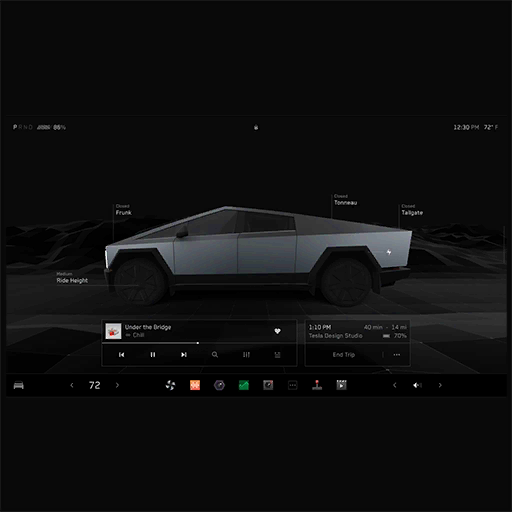 P R N D 86%
12:30 PM 72° F
Closed
Frunk
Closed
Tonneau
Closed
Tailgate
Medium
Ride Height
Under the Bridge
Chill
1:10 PM 40 min · 14 mi
Tesla Design Studio 70%
End Trip
72